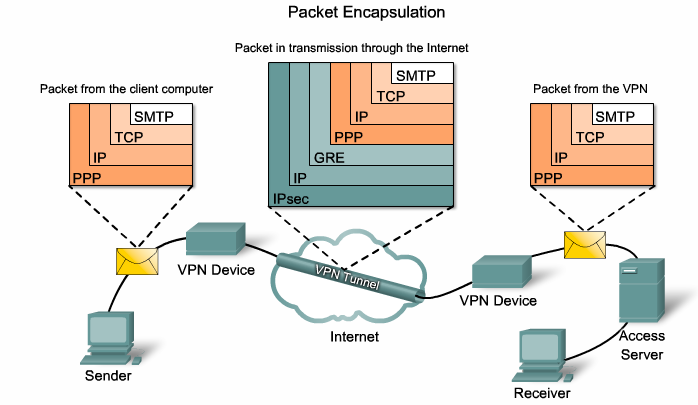 Packet Encapsulation
Packet in transmission through the Internet
Packet from the client computer
Packet from the VPN
SMTP
TCP
IP
PPP
SMTP
TCP
IP
PPP
GRE
IP
IPsec
SMTP
TCP
IP
PPP
VPN Device
VPN Tunnel
Internet
VPN Device
Sender
Access
Server
Receiver